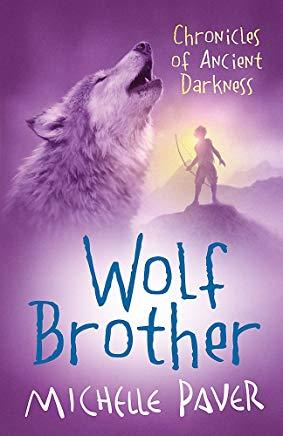 Chronicles
of Ancient
Darkness
Wolf
Brother
MICHELLE PAVER